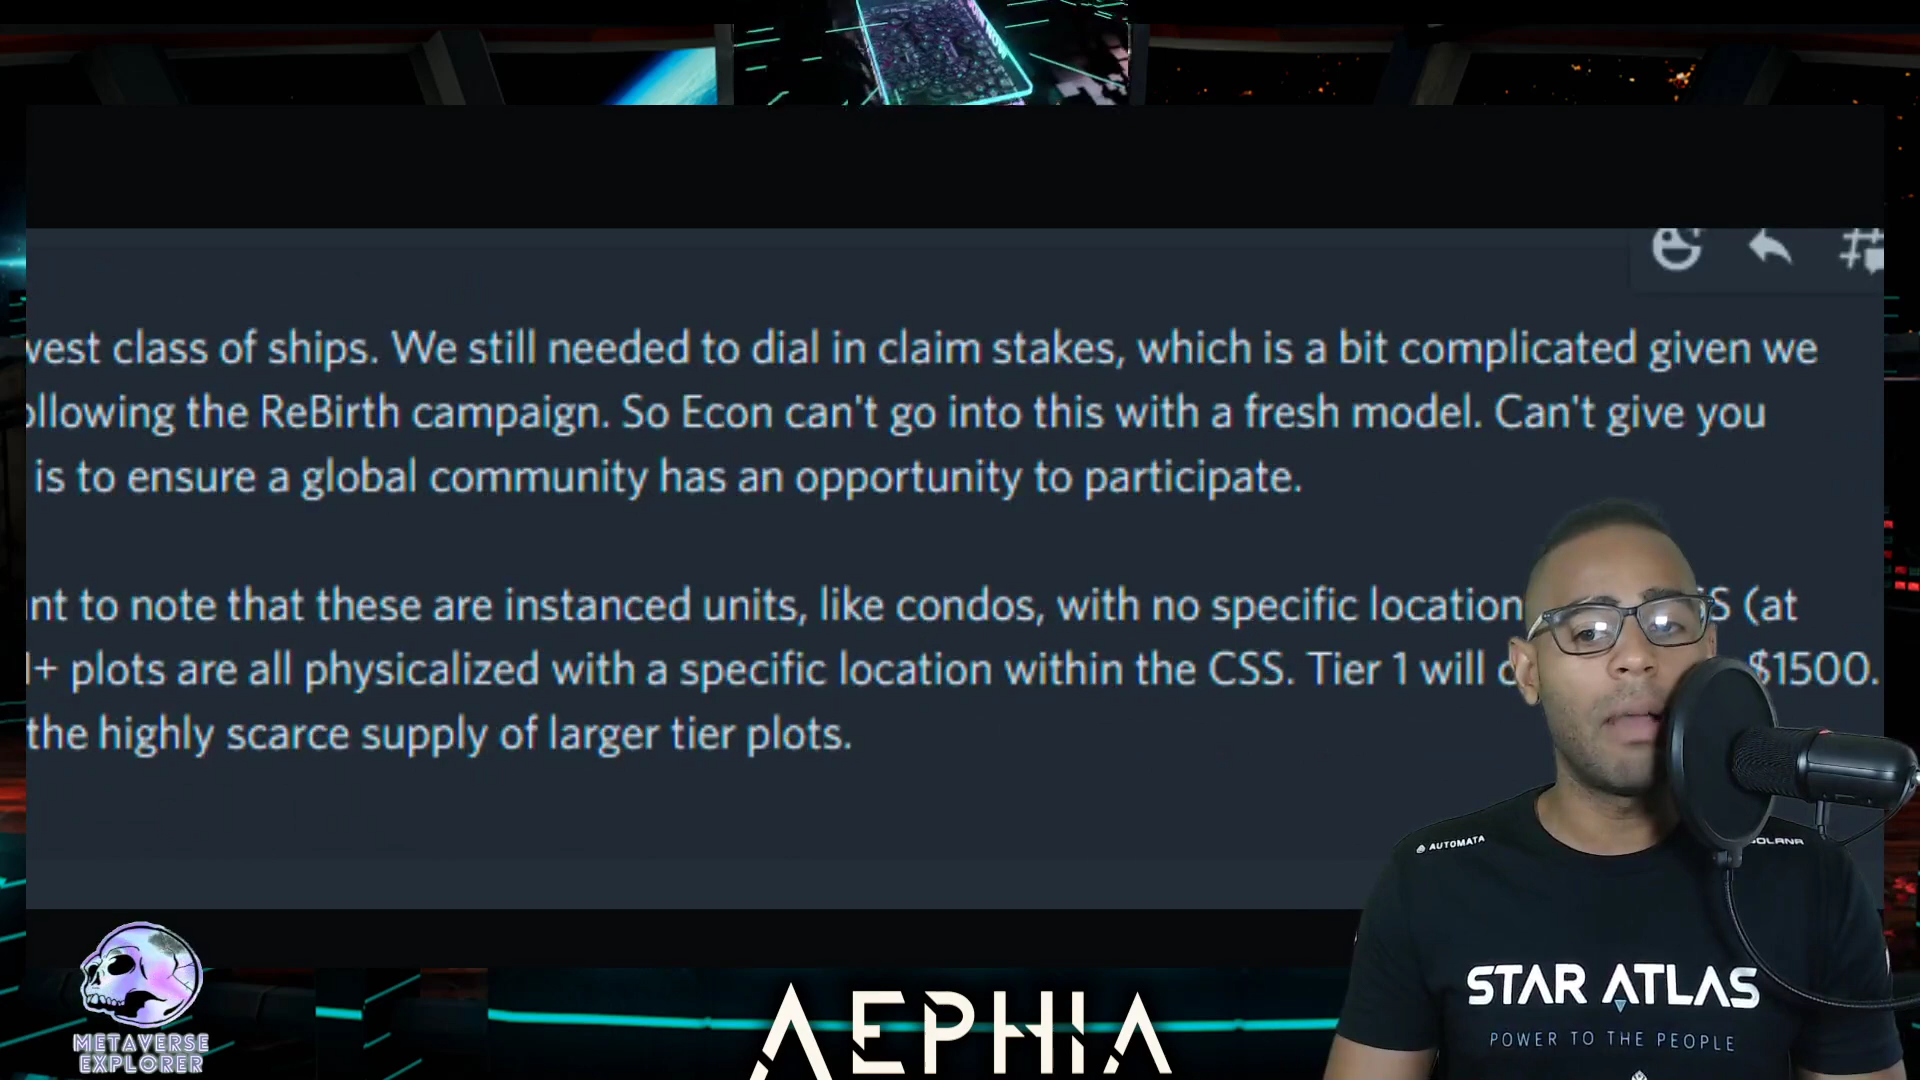 class of ships. We still needed to dial in claim stakes, which is a bit complicated given we
the ReBirth campaign. So Econ can't go into this with a fresh model. Can't give you
is to ensure a global community has an opportunity to participate.
to note that these are instanced units, like condos, with no specific location (at
plots are all physicalized with a specific location within the CSS. Tier 1 will $1500.
the highly scarce supply of larger tier plots.
AUTOMATA
STAR ATLAS
POWER TO THE PEOPLE
METAVERSE
EXPLORER
AEPHIA